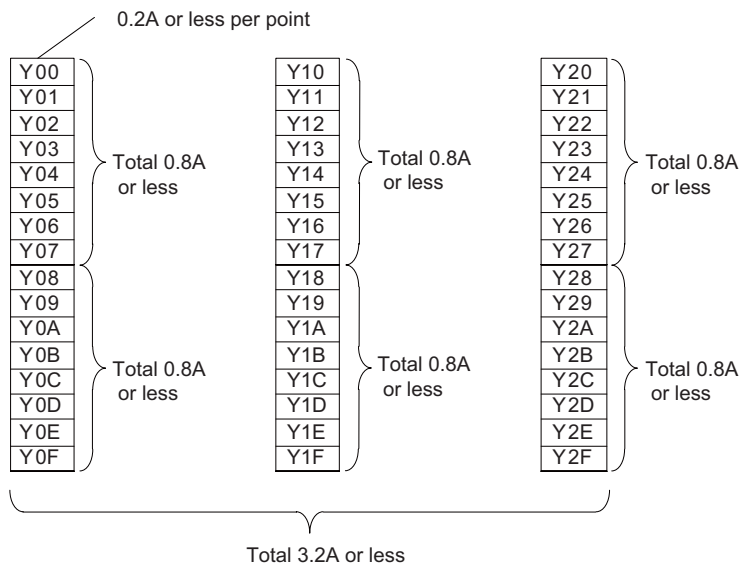 0.2A or less per point
Y00
Y01
Y02
Y03
Y04
Y05
Y06
Y07
Total 0.8A
or less
Y08
Y09
Y0A
Y0B
Y0C
Y0D
Y0E
Y0F
Total 0.8A
or less
Y10
Y11
Y12
Y13
Y14
Y15
Y16
Y17
Total 0.8A
or less
Y18
Y19
Y1A
Y1B
Y1C
Y1D
Y1E
Y1F
Total 0.8A
or less
Y20
Y21
Y22
Y23
Y24
Y25
Y26
Y27
Total 0.8A
or less
Y28
Y29
Y2A
Y2B
Y2C
Y2D
Y2E
Y2F
Total 0.8A
or less
Total 3.2A or less